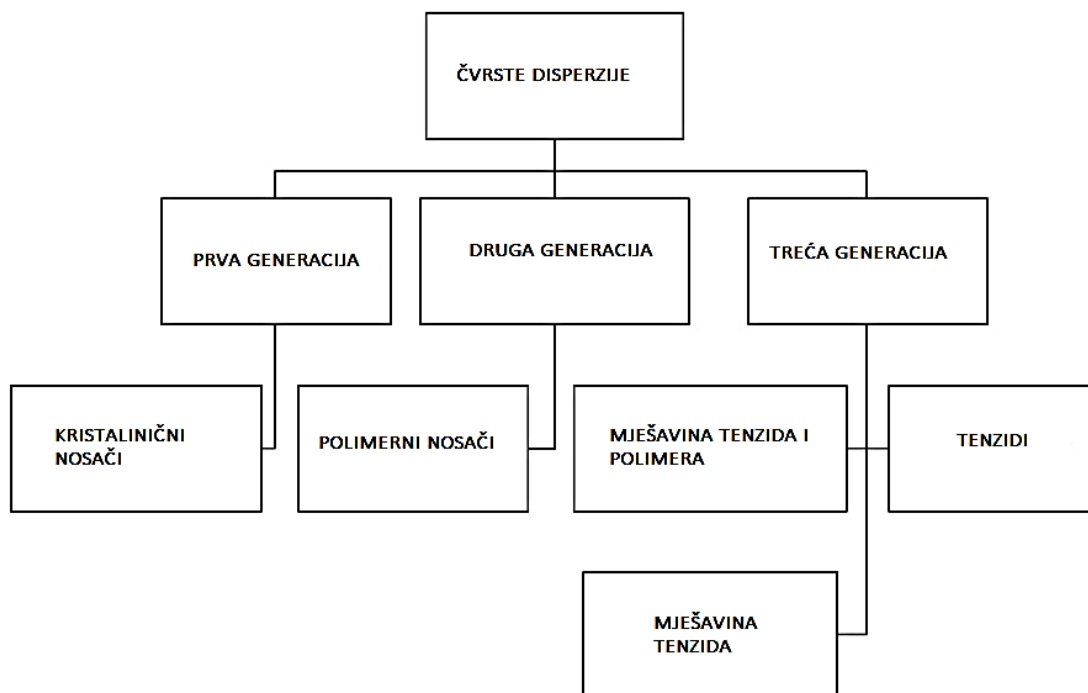 ČVRSTE DISPERZIJE
PRVA GENERACIJA
DRUGA GENERACIJA
TREĆA GENERACIJA
KRISTALINIČNI
NOSAČI
POLIMERNI NOSAČI
MJEŠAVINA TENZIDA I
POLIMERA
TENZIDI
MJEŠAVINA
TENZIDA